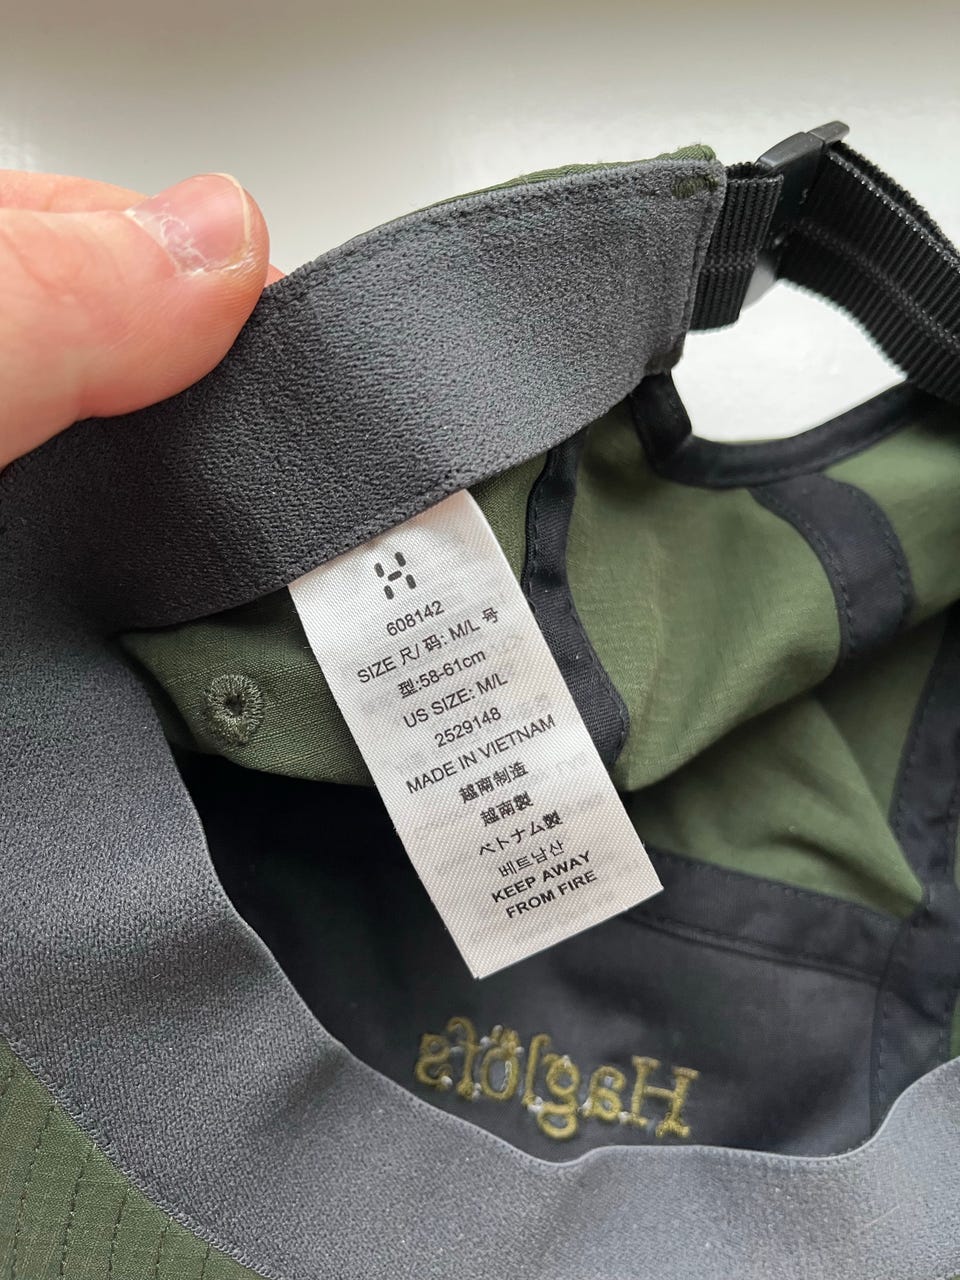 608142
SIZE 尺/ 码: M/L 号
型:58-61cm
US SIZE: M/L
2529148
MADE IN VIETNAM
越南制造
越南製
ベトナム製
베트남산
KEEP AWAY
FROM FIRE
Haglöfs